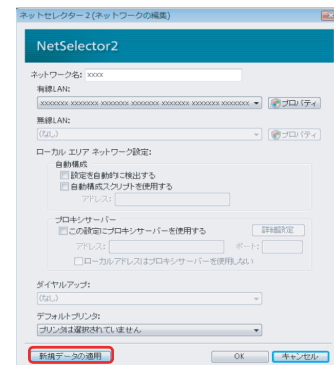 ネットセレクター2(ネットワークの編集)
NetSelector2
ネットワーク名: xxxx
有線LAN:
xxxxxxx xxxxxxx xxxxxxx xxxxxxx xxxxxxx xxxxxxx プロパティ
無線LAN:
(なし) プロパティ
ローカル エリア ネットワーク設定:
自動構成
設定を自動的に検出する
自動構成スクリプトを使用する
アドレス:
プロキシサーバー
この設定にプロキシサーバーを使用する 詳細設定
アドレス: ポート:
ローカルアドレスはプロキシサーバーを使用しない
ダイヤルアップ:
(なし)
デフォルトプリンタ:
プリンタは選択されていません
新規データの適用 OK キャンセル